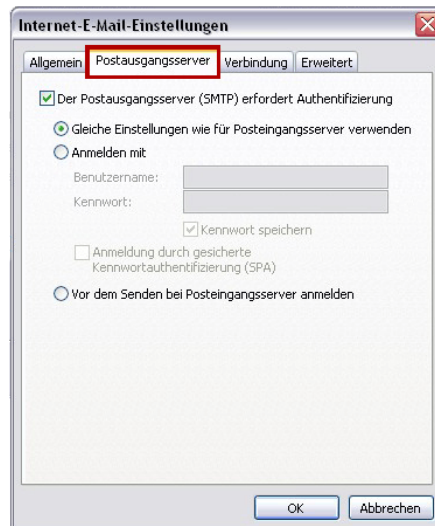 Internet-E-Mail-Einstellungen
Allgemein Postausgangsserver Verbindung Erweitert
Der Postausgangsserver (SMTP) erfordert Authentifizierung
Gleiche Einstellungen wie für Posteingangsserver verwenden
Anmelden mit
Benutzername:
Kennwort:
Kennwort speichern
Anmeldung durch gesicherte
Kennwortauthentifizierung (SPA)
Vor dem Senden bei Posteingangsserver anmelden
OK Abbrechen